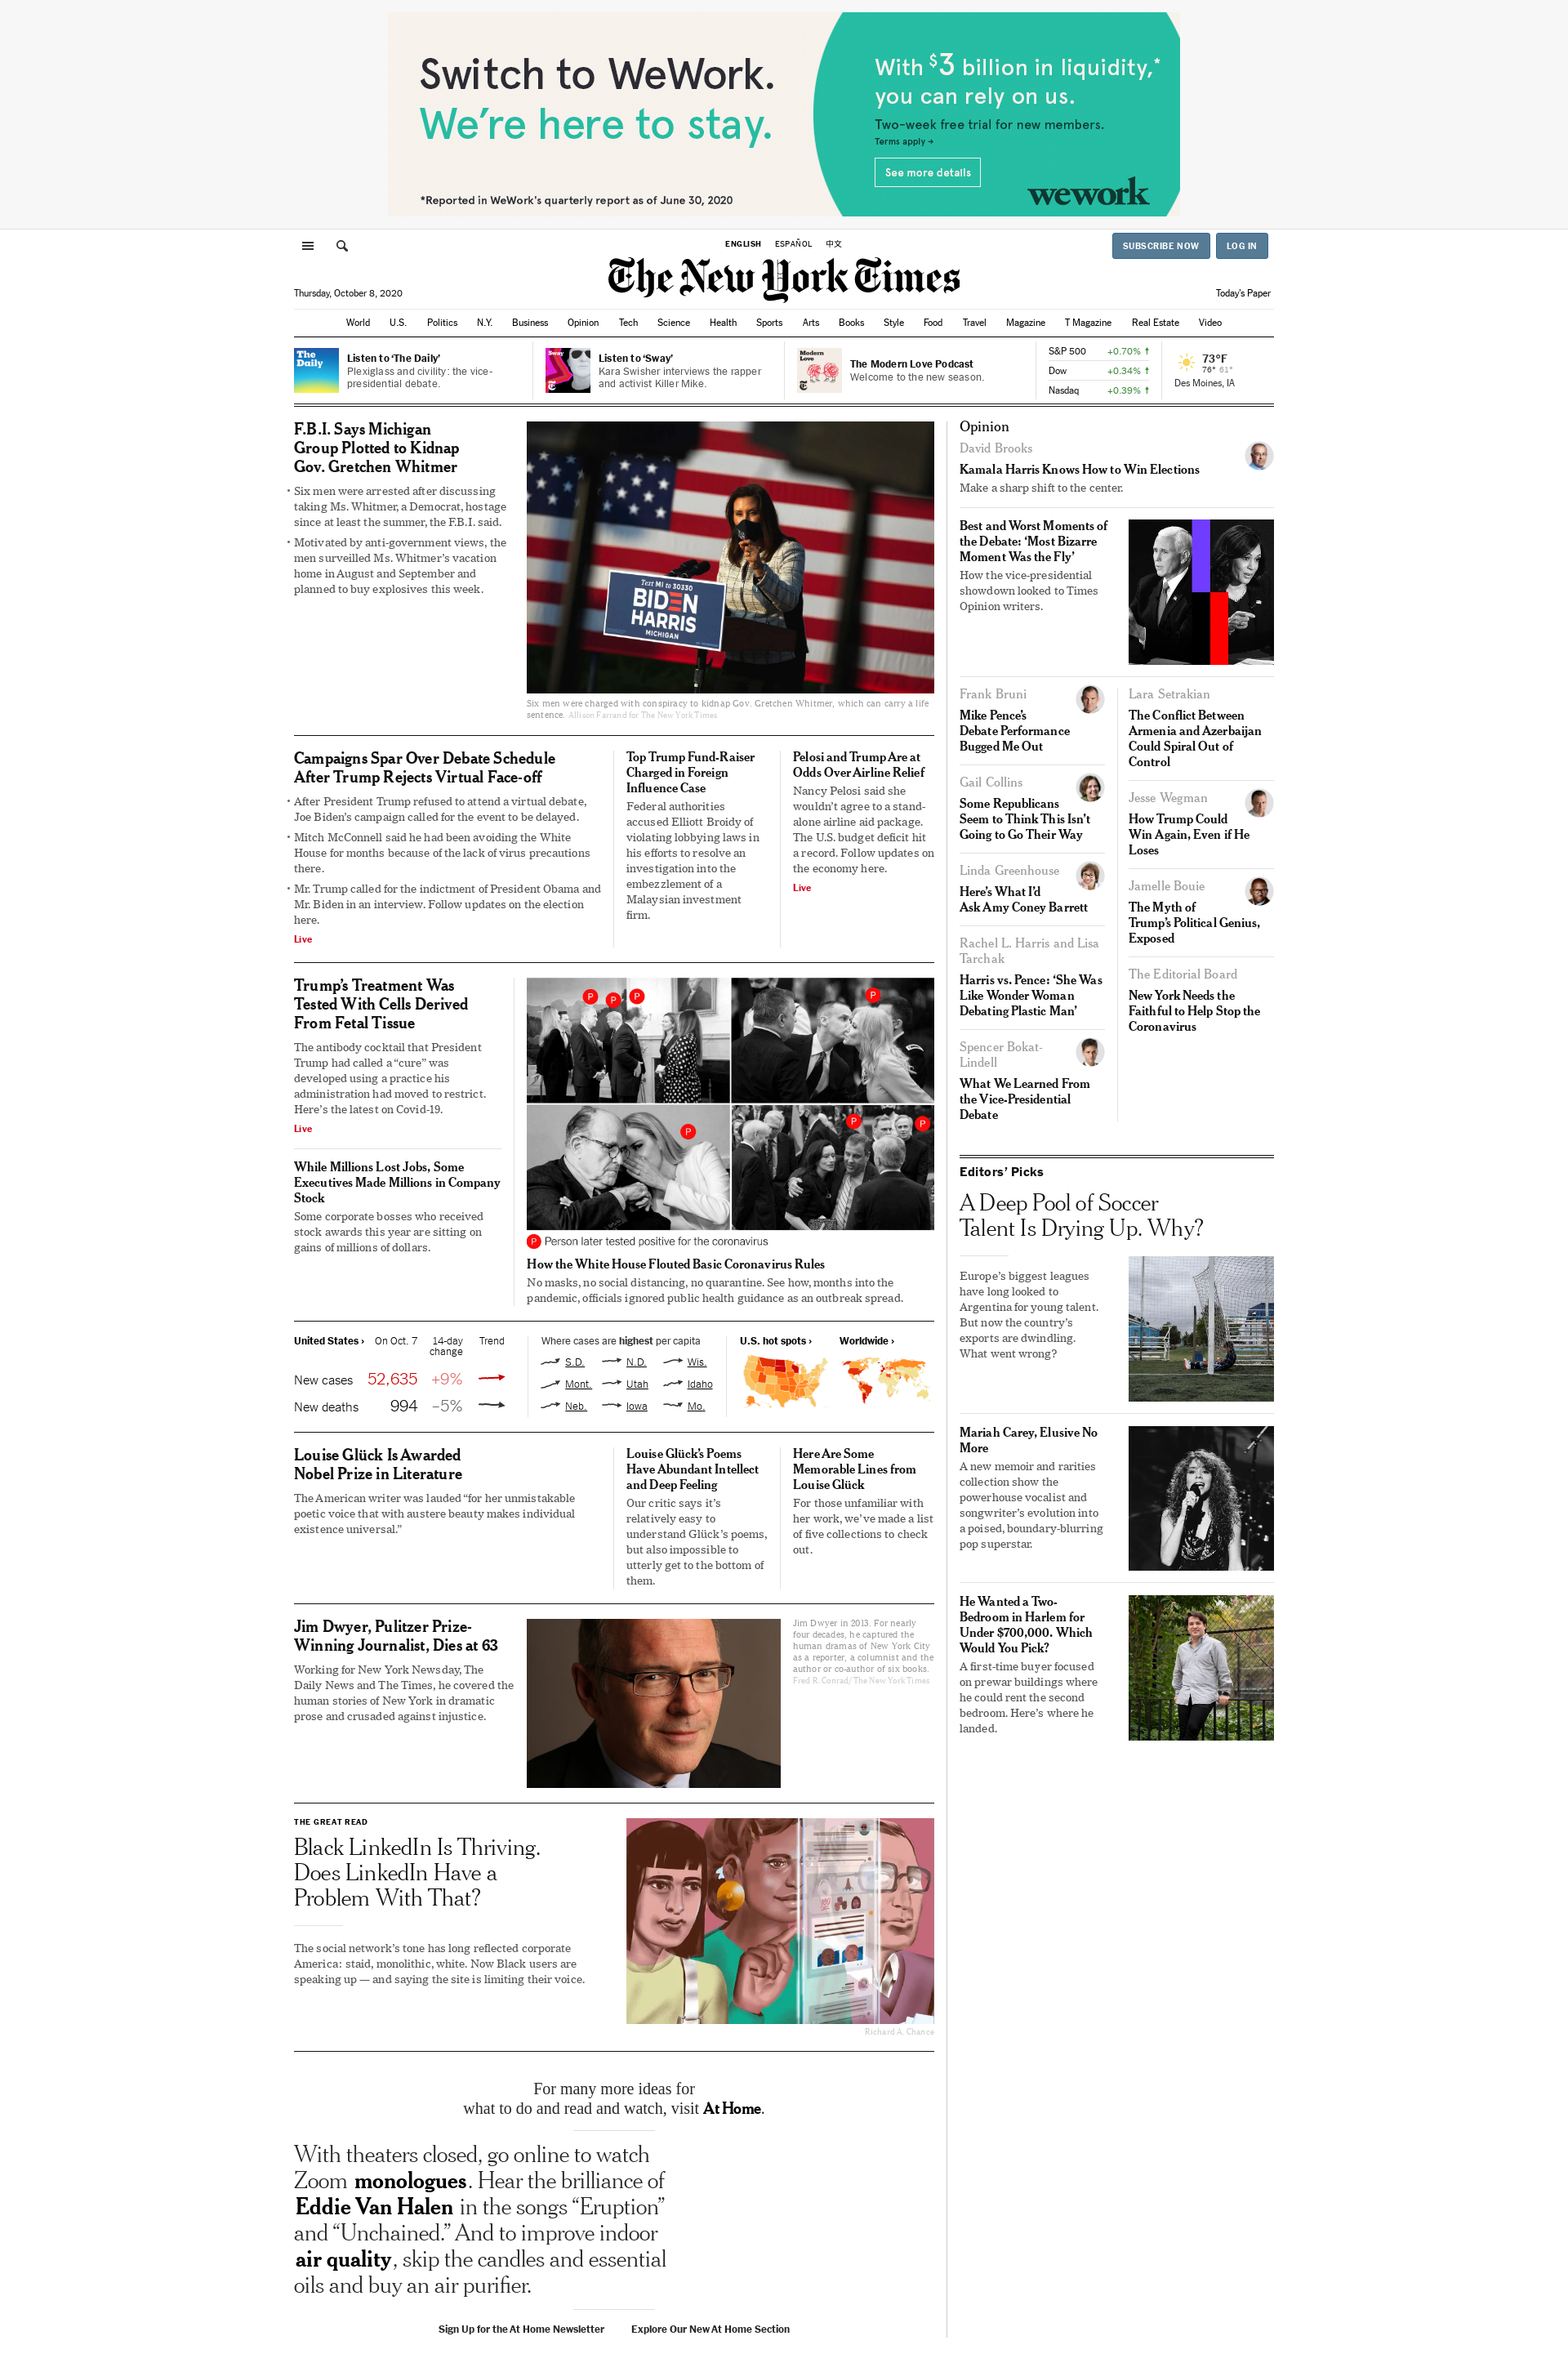 Switch to WeWork.
We're here to stay.
*Reported in WeWork's quarterly report as of June 30, 2020
With $3 billion in liquidity,*
you can rely on us.
Two-week free trial for new members.
Terms apply →
See more details
wework
ENGLISH ESPAÑOL 中文
SUBSCRIBE NOW LOG IN
The New York Times
Thursday, October 8, 2020
Today's Paper
World U.S. Politics N.Y. Business Opinion Tech Science Health Sports Arts Books Style Food Travel Magazine T Magazine Real Estate Video
The
Daily
Listen to 'The Daily'
Plexiglass and civility: the vice-
presidential debate.
Sway
Listen to 'Sway'
Kara Swisher interviews the rapper
and activist Killer Mike.
Modern
Love
The Modern Love Podcast
Welcome to the new season.
S&P 500 +0.70% ↑
Dow +0.34% ↑
Nasdaq +0.39% ↑
73°F
76° 61°
Des Moines, IA
F.B.I. Says Michigan
Group Plotted to Kidnap
Gov. Gretchen Whitmer
• Six men were arrested after discussing
taking Ms. Whitmer, a Democrat, hostage
since at least the summer, the F.B.I. said.
• Motivated by anti-government views, the
men surveilled Ms. Whitmer's vacation
home in August and September and
planned to buy explosives this week.
Text MI to 30330
BIDEN
HARRIS
MICHIGAN
Six men were charged with conspiracy to kidnap Gov. Gretchen Whitmer, which can carry a life
sentence. Allison Farrand for The New York Times
Campaigns Spar Over Debate Schedule
After Trump Rejects Virtual Face-off
• After President Trump refused to attend a virtual debate,
Joe Biden's campaign called for the event to be delayed.
• Mitch McConnell said he had been avoiding the White
House for months because of the lack of virus precautions
there.
• Mr. Trump called for the indictment of President Obama and
Mr. Biden in an interview. Follow updates on the election
here.
Live
Top Trump Fund-Raiser
Charged in Foreign
Influence Case
Federal authorities
accused Elliott Broidy of
violating lobbying laws in
his efforts to resolve an
investigation into the
embezzlement of a
Malaysian investment
firm.
Pelosi and Trump Are at
Odds Over Airline Relief
Nancy Pelosi said she
wouldn't agree to a stand-
alone airline aid package.
The U.S. budget deficit hit
a record. Follow updates on
the economy here.
Live
Trump's Treatment Was
Tested With Cells Derived
From Fetal Tissue
The antibody cocktail that President
Trump had called a "cure" was
developed using a practice his
administration had moved to restrict.
Here's the latest on Covid-19.
Live
While Millions Lost Jobs, Some
Executives Made Millions in Company
Stock
Some corporate bosses who received
stock awards this year are sitting on
gains of millions of dollars.
P P P P
P P P
P Person later tested positive for the coronavirus
How the White House Flouted Basic Coronavirus Rules
No masks, no social distancing, no quarantine. See how, months into the
pandemic, officials ignored public health guidance as an outbreak spread.
United States › On Oct. 7 14-day
change Trend
New cases 52,635 +9%
New deaths 994 –5%
Where cases are highest per capita
S.D. N.D. Wis.
Mont. Utah Idaho
Neb. Iowa Mo.
U.S. hot spots › Worldwide ›
Louise Glück Is Awarded
Nobel Prize in Literature
The American writer was lauded "for her unmistakable
poetic voice that with austere beauty makes individual
existence universal."
Louise Glück's Poems
Have Abundant Intellect
and Deep Feeling
Our critic says it's
relatively easy to
understand Glück's poems,
but also impossible to
utterly get to the bottom of
them.
Here Are Some
Memorable Lines from
Louise Glück
For those unfamiliar with
her work, we've made a list
of five collections to check
out.
Jim Dwyer, Pulitzer Prize-
Winning Journalist, Dies at 63
Working for New York Newsday, The
Daily News and The Times, he covered the
human stories of New York in dramatic
prose and crusaded against injustice.
Jim Dwyer in 2013. For nearly
four decades, he captured the
human dramas of New York City
as a reporter, a columnist and the
author or co-author of six books.
Fred R. Conrad/The New York Times
THE GREAT READ
Black LinkedIn Is Thriving.
Does LinkedIn Have a
Problem With That?
The social network's tone has long reflected corporate
America: staid, monolithic, white. Now Black users are
speaking up — and saying the site is limiting their voice.
Richard A. Chance
For many more ideas for
what to do and read and watch, visit At Home.
With theaters closed, go online to watch
Zoom monologues. Hear the brilliance of
Eddie Van Halen in the songs "Eruption"
and "Unchained." And to improve indoor
air quality, skip the candles and essential
oils and buy an air purifier.
Sign Up for the At Home Newsletter Explore Our New At Home Section
Opinion
David Brooks
Kamala Harris Knows How to Win Elections
Make a sharp shift to the center.
Best and Worst Moments of
the Debate: 'Most Bizarre
Moment Was the Fly'
How the vice-presidential
showdown looked to Times
Opinion writers.
Frank Bruni
Mike Pence's
Debate Performance
Bugged Me Out
Gail Collins
Some Republicans
Seem to Think This Isn't
Going to Go Their Way
Linda Greenhouse
Here's What I'd
Ask Amy Coney Barrett
Rachel L. Harris and Lisa
Tarchak
Harris vs. Pence: 'She Was
Like Wonder Woman
Debating Plastic Man'
Spencer Bokat-
Lindell
What We Learned From
the Vice-Presidential
Debate
Lara Setrakian
The Conflict Between
Armenia and Azerbaijan
Could Spiral Out of
Control
Jesse Wegman
How Trump Could
Win Again, Even if He
Loses
Jamelle Bouie
The Myth of
Trump's Political Genius,
Exposed
The Editorial Board
New York Needs the
Faithful to Help Stop the
Coronavirus
Editors' Picks
A Deep Pool of Soccer
Talent Is Drying Up. Why?
Europe's biggest leagues
have long looked to
Argentina for young talent.
But now the country's
exports are dwindling.
What went wrong?
Mariah Carey, Elusive No
More
A new memoir and rarities
collection show the
powerhouse vocalist and
songwriter's evolution into
a poised, boundary-blurring
pop superstar.
He Wanted a Two-
Bedroom in Harlem for
Under $700,000. Which
Would You Pick?
A first-time buyer focused
on prewar buildings where
he could rent the second
bedroom. Here's where he
landed.